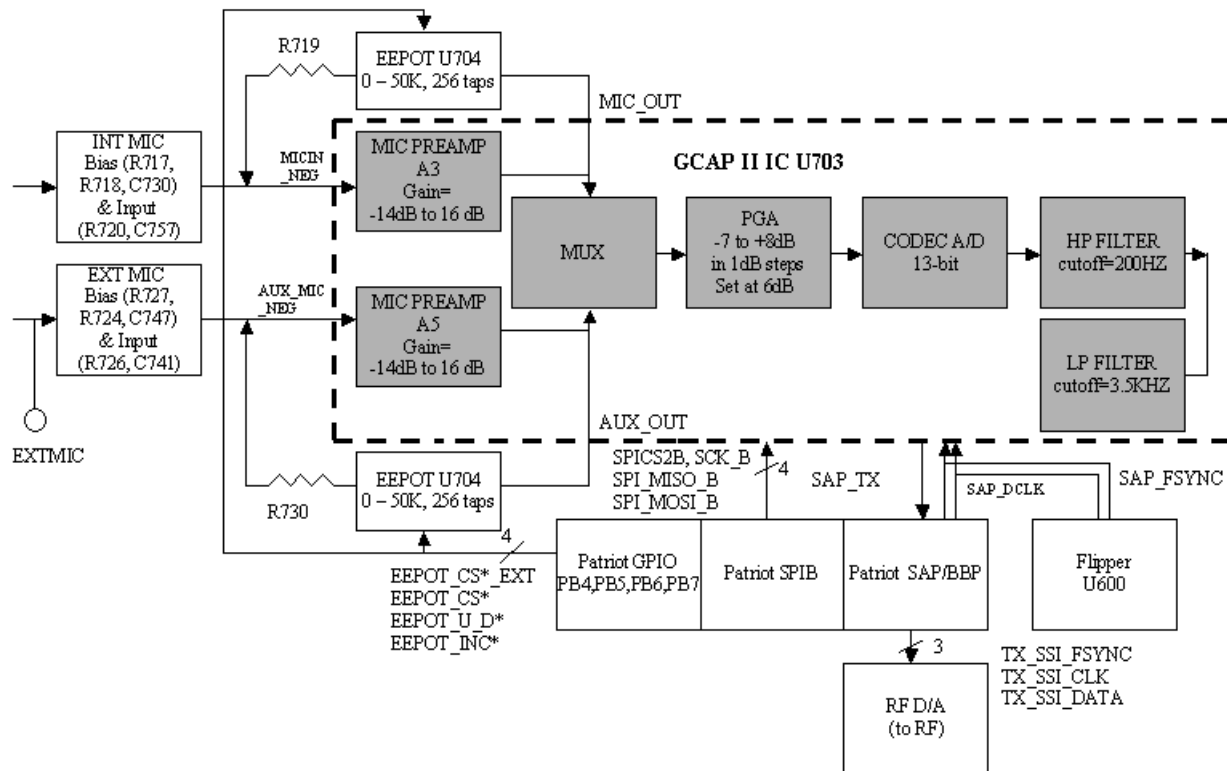 R719
EEPOT U704
0 – 50K, 256 taps
MIC_OUT
INT MIC
Bias (R717,
R718, C730)
& Input
(R720, C757)
MICIN
_NEG
MIC PREAMP
A3
Gain=
-14dB to 16 dB
GCAP II IC U703
MUX
PGA
-7 to +8dB
in 1dB steps
Set at 6dB
CODEC A/D
13-bit
HP FILTER
cutoff=200HZ
EXT MIC
Bias (R727,
R724, C747)
& Input
(R726, C741)
AUX_MIC
_NEG
MIC PREAMP
A5
Gain=
-14dB to 16 dB
LP FILTER
cutoff=3.5KHZ
EXTMIC
AUX_OUT
R730
EEPOT U704
0 – 50K, 256 taps
SPICS2B, SCK_B
SPI_MISO_B
SPI_MOSI_B
4
SAP_TX
SAP_DCLK
SAP_FSYNC
4
EEPOT_CS*_EXT
EEPOT_CS*
EEPOT_U_D*
EEPOT_INC*
Patriot GPIO
PB4,PB5,PB6,PB7
Patriot SPIB
Patriot SAP/BBP
Flipper
U600
3
TX_SSI_FSYNC
TX_SSI_CLK
TX_SSI_DATA
RF D/A
(to RF)